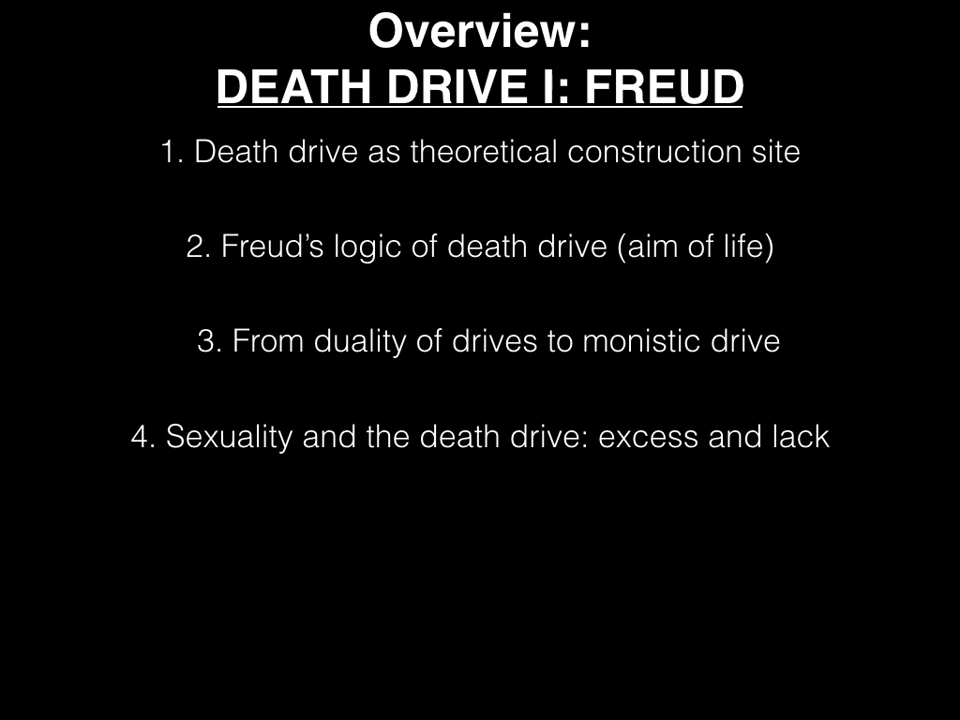 Overview:
DEATH DRIVE I: FREUD
1. Death drive as theoretical construction site
2. Freud’s logic of death drive (aim of life)
3. From duality of drives to monistic drive
4. Sexuality and the death drive: excess and lack